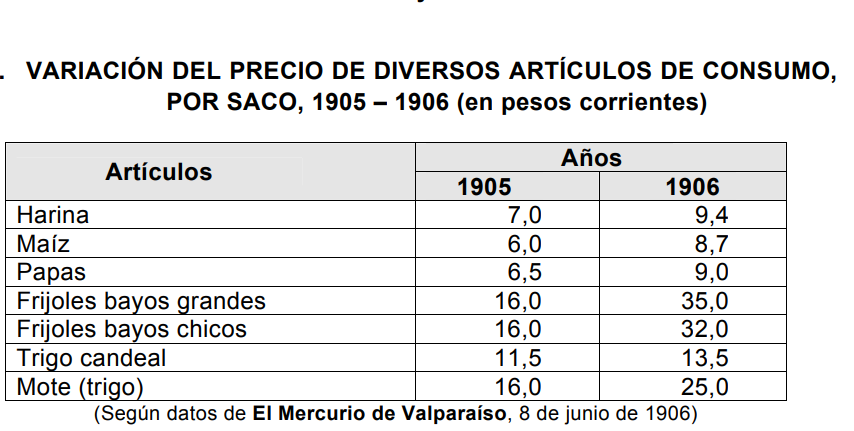 . VARIACIÓN DEL PRECIO DE DIVERSOS ARTÍCULOS DE CONSUMO,
POR SACO, 1905 – 1906 (en pesos corrientes)
Artículos Años
1905 1906
Harina 7,0 9,4
Maíz 6,0 8,7
Papas 6,5 9,0
Frijoles bayos grandes 16,0 35,0
Frijoles bayos chicos 16,0 32,0
Trigo candeal 11,5 13,5
Mote (trigo) 16,0 25,0
(Según datos de El Mercurio de Valparaíso, 8 de junio de 1906)